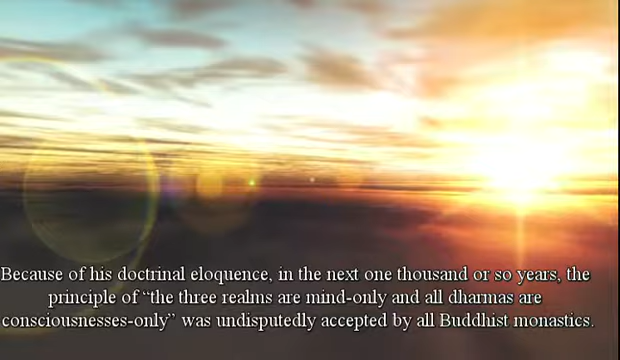 Because of his doctrinal eloquence, in the next one thousand or so years, the
principle of “the three realms are mind-only and all dharmas are
consciousnesses-only” was undisputedly accepted by all Buddhist monastics.